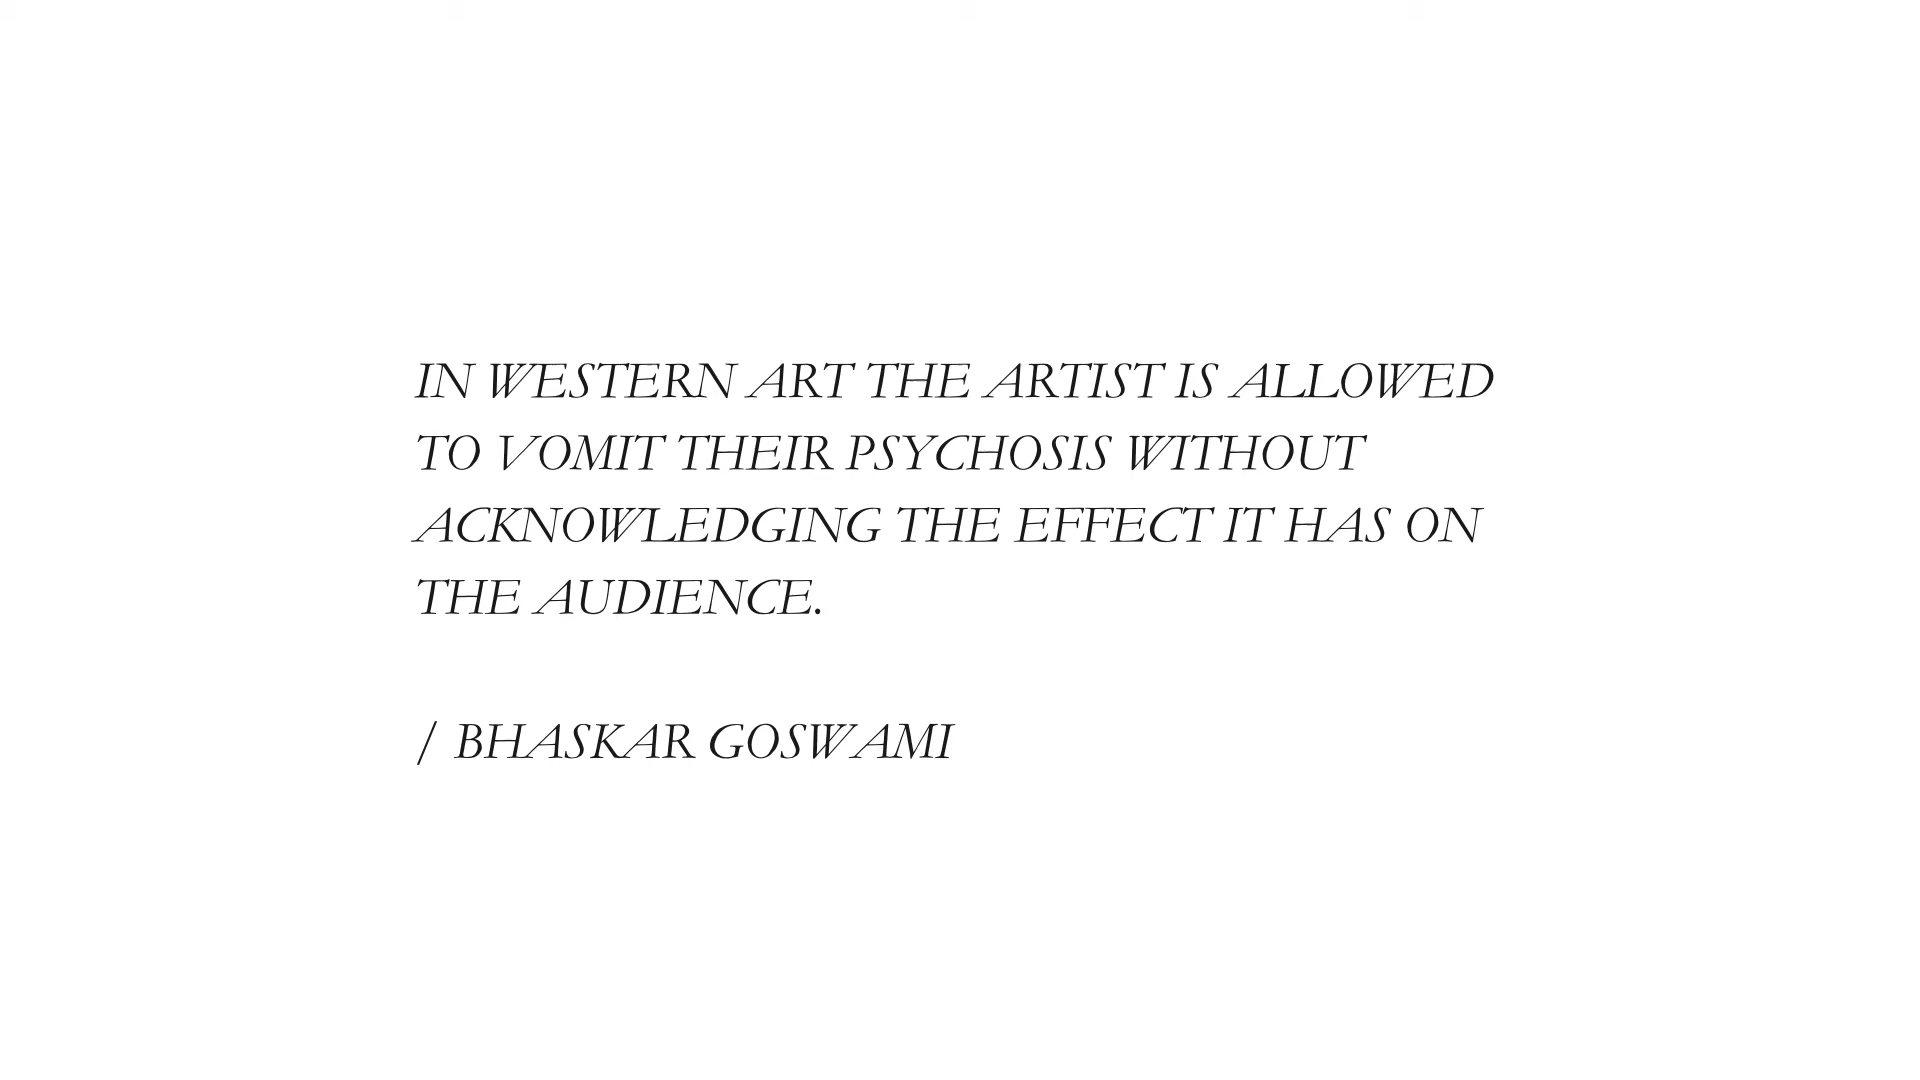 IN WESTERN ART THE ARTIST IS ALLOWED
TO VOMIT THEIR PSYCHOSIS WITHOUT
ACKNOWLEDGING THE EFFECT IT HAS ON
THE AUDIENCE.
/ BHASKAR GOSWAMI